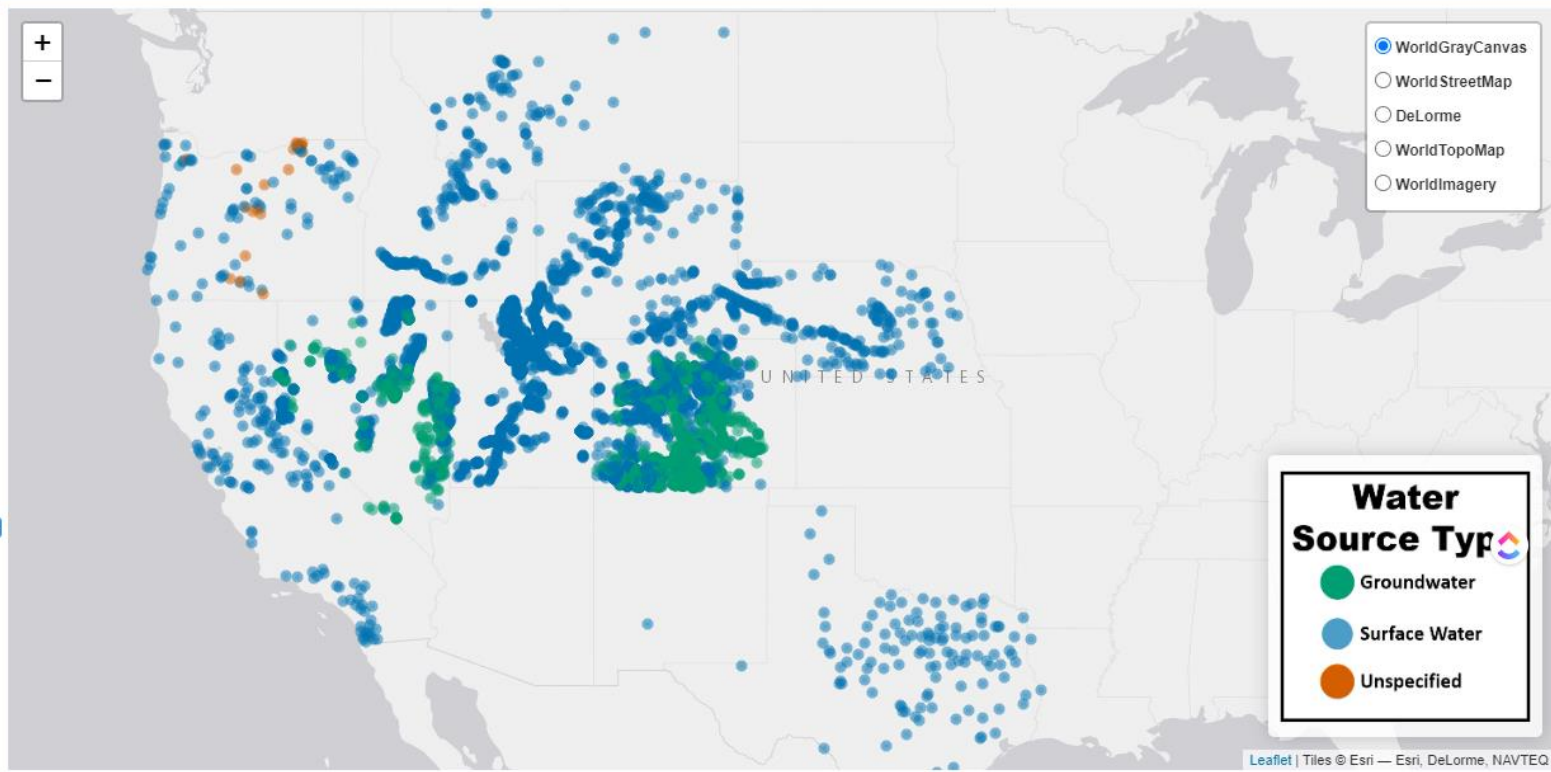 +
−
WorldGrayCanvas
WorldStreetMap
DeLorme
WorldTopoMap
WorldImagery
UNITED STATES
Water
Source Typ
Groundwater
Surface Water
Unspecified
Leaflet | Tiles © Esri — Esri, DeLorme, NAVTEQ